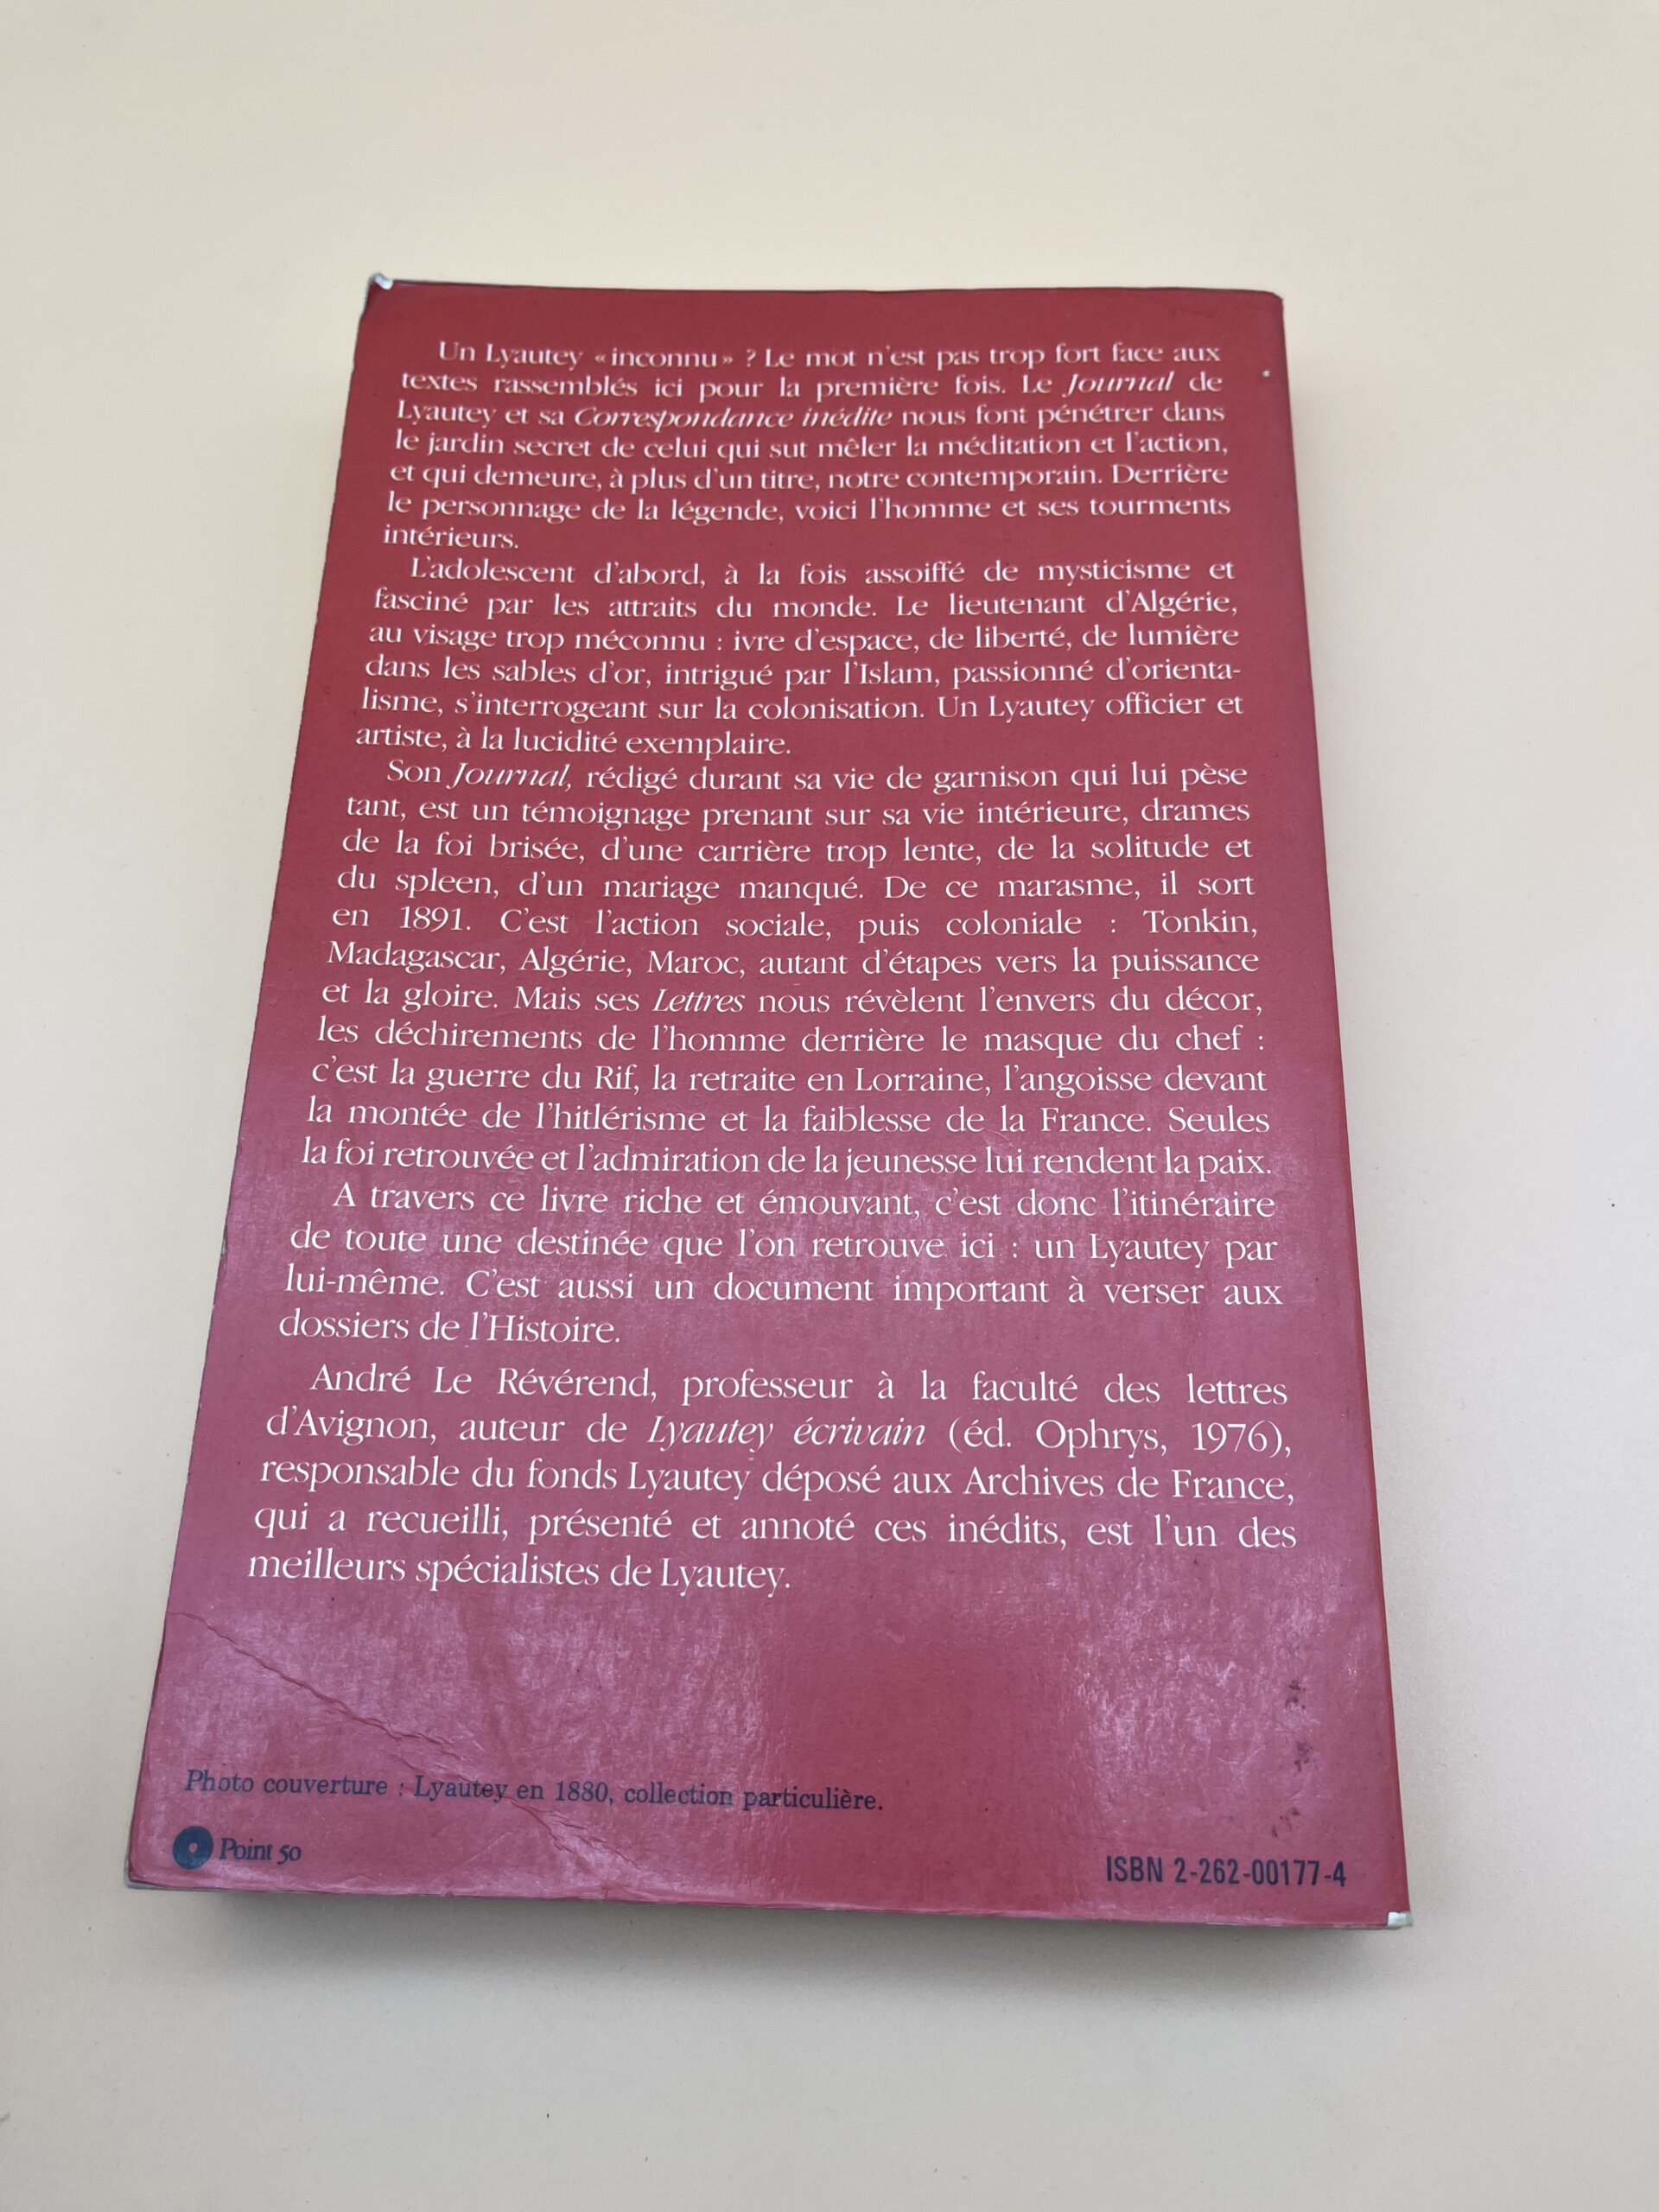 Un Lyautey « inconnu » ? Le mot n'est pas trop fort face aux
textes rassemblés ici pour la première fois. Le Journal de
Lyautey et sa Correspondance inédite nous font pénétrer dans
le jardin secret de celui qui sut mêler la méditation et l'action,
et qui demeure, à plus d'un titre, notre contemporain. Derrière
le personnage de la légende, voici l'homme et ses tourments
intérieurs.
L'adolescent d'abord, à la fois assoiffé de mysticisme et
fasciné par les attraits du monde. Le lieutenant d'Algérie,
au visage trop méconnu : ivre d'espace, de liberté, de lumière
dans les sables d'or, intrigué par l'Islam, passionné d'orienta-
lisme, s'interrogeant sur la colonisation. Un Lyautey officier et
artiste, à la lucidité exemplaire.
Son Journal, rédigé durant sa vie de garnison qui lui pèse
tant, est un témoignage prenant sur sa vie intérieure, drames
de la foi brisée, d'une carrière trop lente, de la solitude et
du spleen, d'un mariage manqué. De ce marasme, il sort
en 1891. C'est l'action sociale, puis coloniale : Tonkin,
Madagascar, Algérie, Maroc, autant d'étapes vers la puissance
et la gloire. Mais ses Lettres nous révèlent l'envers du décor,
les déchirements de l'homme derrière le masque du chef :
c'est la guerre du Rif, la retraite en Lorraine, l'angoisse devant
la montée de l'hitlérisme et la faiblesse de la France. Seules
la foi retrouvée et l'admiration de la jeunesse lui rendent la paix.
A travers ce livre riche et émouvant, c'est donc l'itinéraire
de toute une destinée que l'on retrouve ici : un Lyautey par
lui-même. C'est aussi un document important à verser aux
dossiers de l'Histoire.
André Le Révérend, professeur à la faculté des lettres
d'Avignon, auteur de Lyautey écrivain (éd. Ophrys, 1976),
responsable du fonds Lyautey déposé aux Archives de France,
qui a recueilli, présenté et annoté ces inédits, est l'un des
meilleurs spécialistes de Lyautey.
Photo couverture : Lyautey en 1880, collection particulière.
Point 50
ISBN 2-262-00177-4